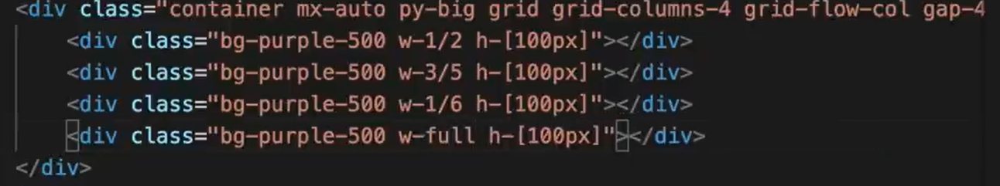 <div class="container mx-auto py-big grid grid-columns-4 grid-flow-col gap-4
<div class="bg-purple-500 w-1/2 h-[100px]"></div>
<div class="bg-purple-500 w-3/5 h-[100px]"></div>
<div class="bg-purple-500 w-1/6 h-[100px]"></div>
<div class="bg-purple-500 w-full h-[100px]"></div>
</div>